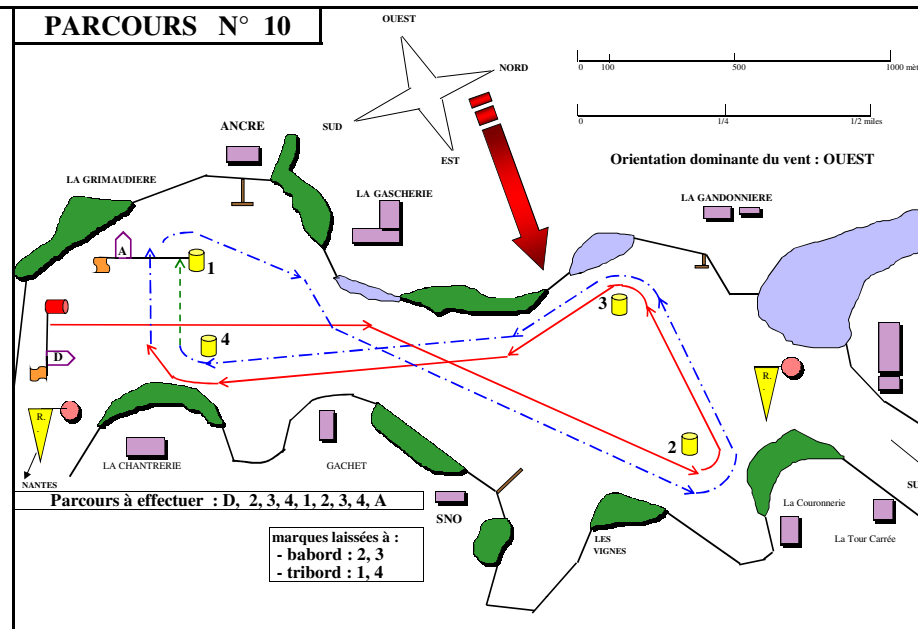 PARCOURS N° 10
OUEST
NORD
SUD
EST
0 100 500 1000 mèt
0 1/4 1/2 miles
Orientation dominante du vent : OUEST
ANCRE
LA GRIMAUDIERE
LA GASCHERIE
LA GANDONNIERE
A
1
3
4
D
R.
R.
2
LA CHANTRERIE
GACHET
NANTES
SU
Parcours à effectuer : D, 2, 3, 4, 1, 2, 3, 4, A
SNO
La Couronnerie
LES
VIGNES
La Tour Carrée
marques laissées à :
- babord : 2, 3
- tribord : 1, 4